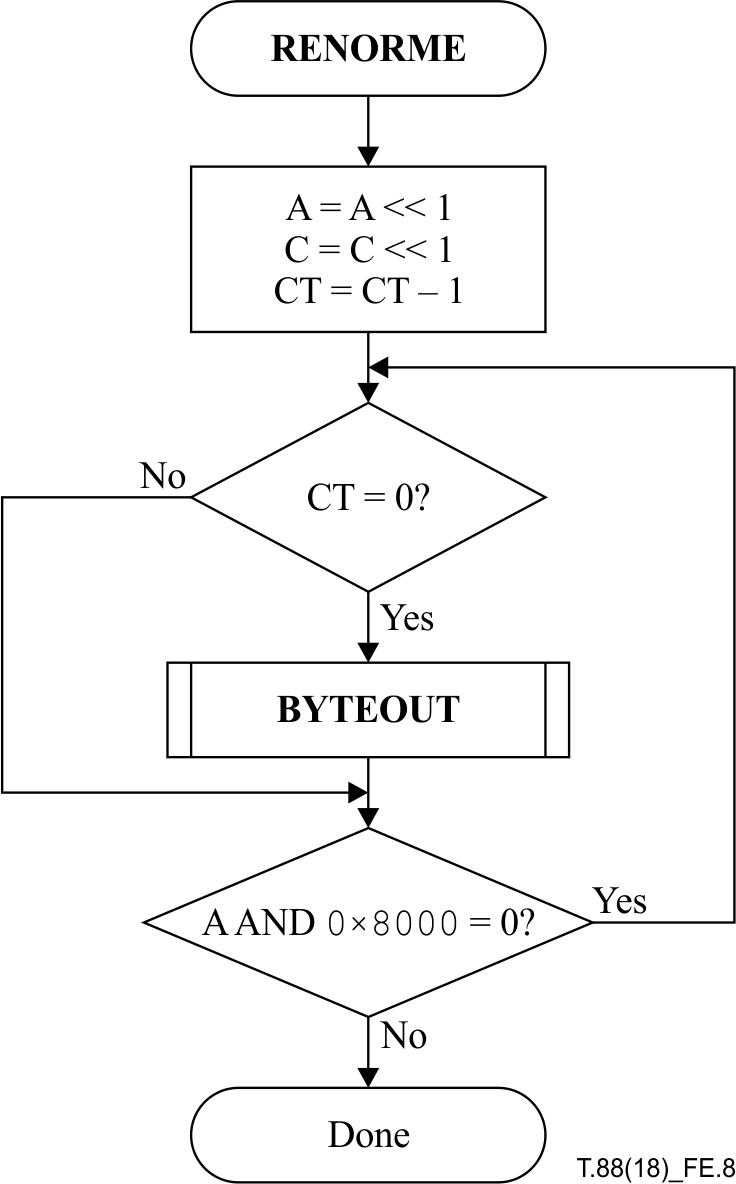 RENORME
A = A << 1
C = C << 1
CT = CT – 1
No
CT = 0?
Yes
BYTEOUT
A AND 0×8000 = 0?
Yes
No
Done
T.88(18)_FE.8